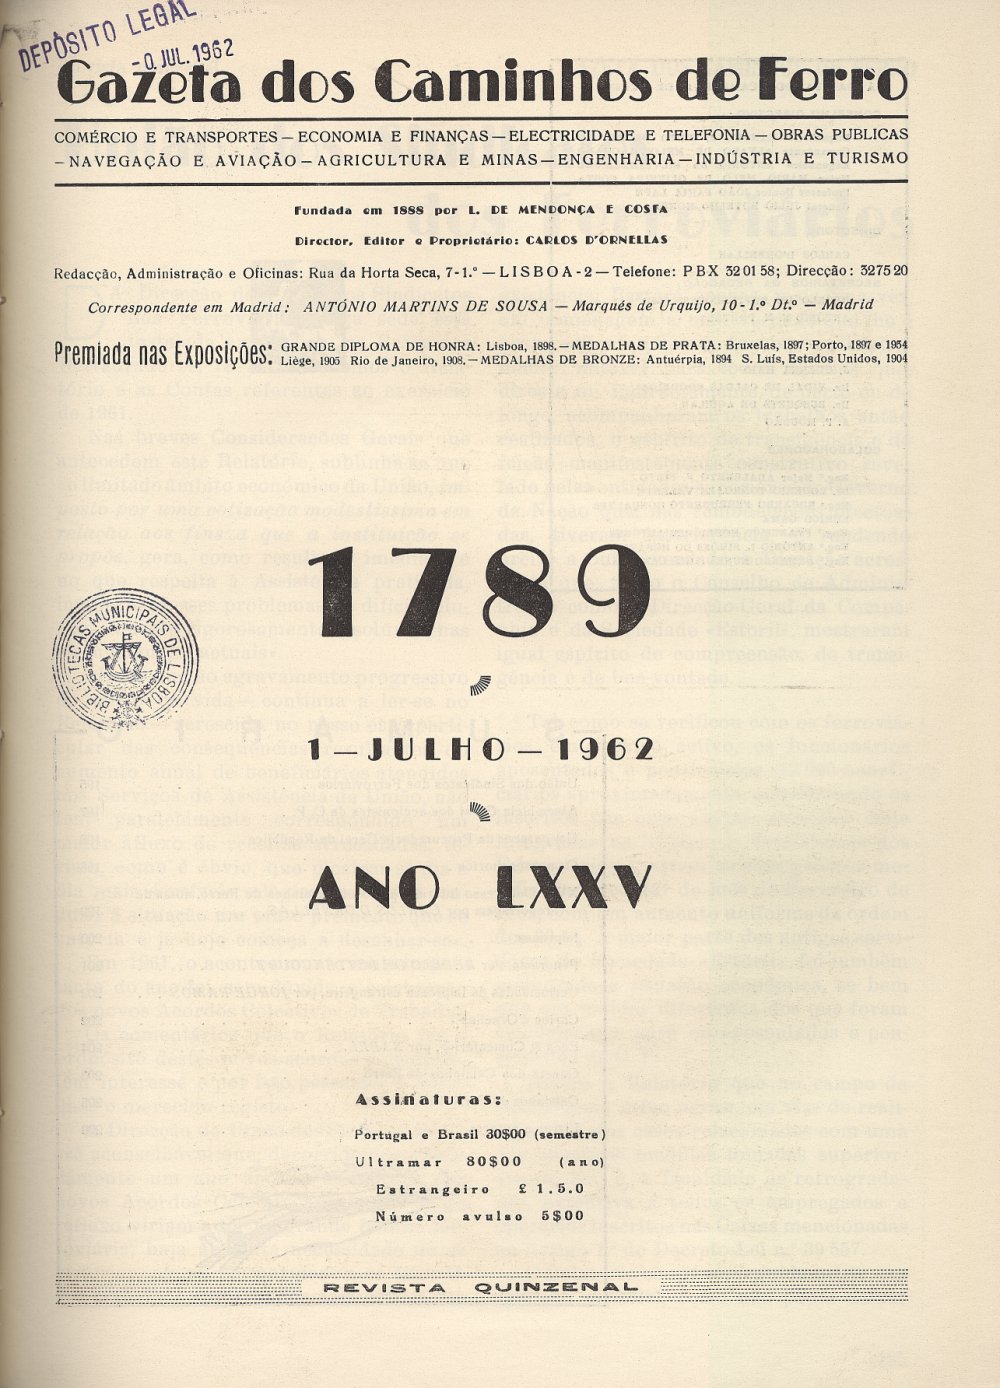 DEPÓSITO LEGAL
-0.JUL.1962
Gazeta dos Caminhos de Ferro
COMÉRCIO E TRANSPORTES — ECONOMIA E FINANÇAS — ELECTRICIDADE E TELEFONIA — OBRAS PUBLICAS
— NAVEGAÇÃO E AVIAÇÃO — AGRICULTURA E MINAS — ENGENHARIA — INDÚSTRIA E TURISMO
Fundada em 1888 por L. DE MENDONÇA E COSTA
Director, Editor e Proprietário: CARLOS D'ORNELLAS
Redacção, Administração e Oficinas: Rua da Horta Seca, 7-1.º — LISBOA-2 — Telefone: PBX 320158; Direcção: 327520
Correspondente em Madrid: ANTÓNIO MARTINS DE SOUSA — Marqués de Urquijo, 10-1.º Dt.º — Madrid
Premiada nas Exposições: GRANDE DIPLOMA DE HONRA: Lisboa, 1898. — MEDALHAS DE PRATA: Bruxelas, 1897; Porto, 1897 e 1934
Liège, 1905 Rio de Janeiro, 1908. — MEDALHAS DE BRONZE: Antuérpia, 1894 S. Luís, Estados Unidos, 1904
1789
BIBLIOTECAS MUNICIPAIS DE LISBOA
1 — JULHO — 1962
ANO LXXV
Assinaturas:
Portugal e Brasil 30$00 (semestre)
Ultramar 80$00 (ano)
Estrangeiro £ 1.5.0
Número avulso 5$00
REVISTA QUINZENAL